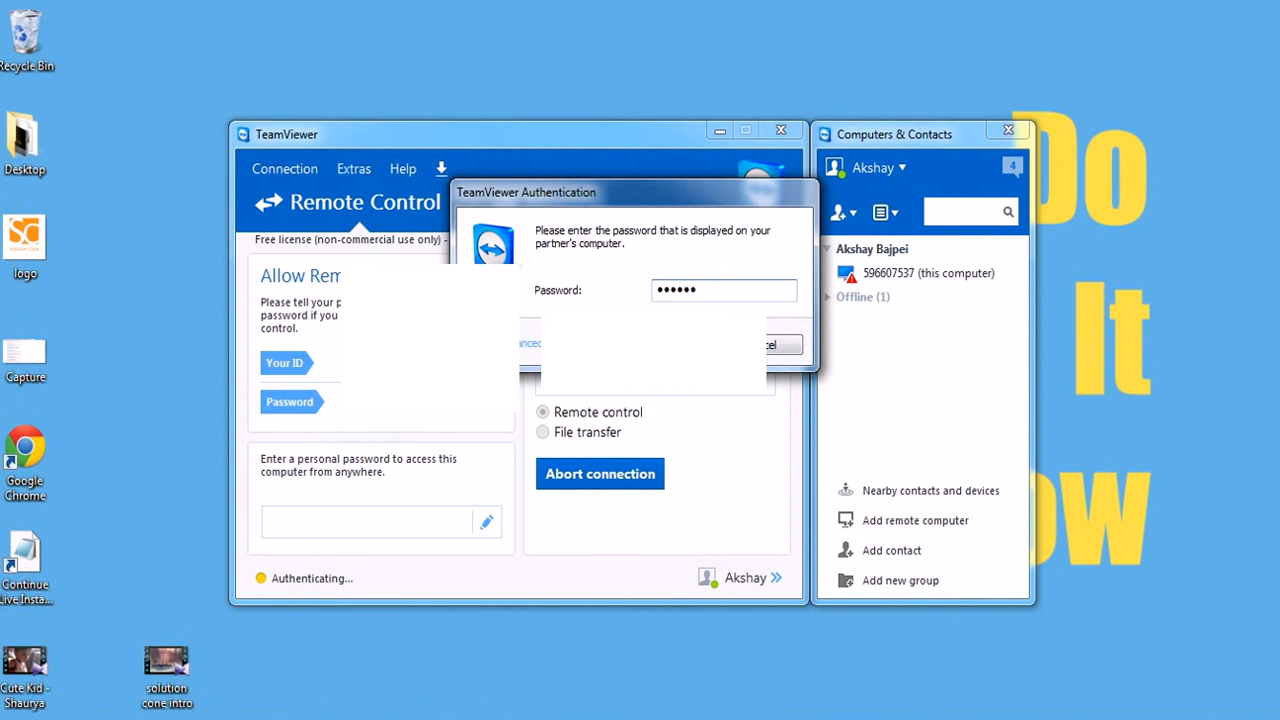 Recycle Bin
Desktop
logo
Capture
Google
Chrome
Continue
Live Insta...
Cute Kid -
Shaurya
solution
cone intro
TeamViewer
Connection Extras Help
Remote Control
Free license (non-commercial use only) -
Allow Rem
Please tell your p
password if you
control.
Your ID
Password
Enter a personal password to access this
computer from anywhere.
Authenticating...
TeamViewer Authentication
Please enter the password that is displayed on your
partner's computer.
Password: ••••••
anced
cel
Remote control
File transfer
Abort connection
Akshay
Computers & Contacts
Akshay
4
Akshay Bajpei
596607537 (this computer)
Offline (1)
Nearby contacts and devices
Add remote computer
Add contact
Add new group
Do
It
oW